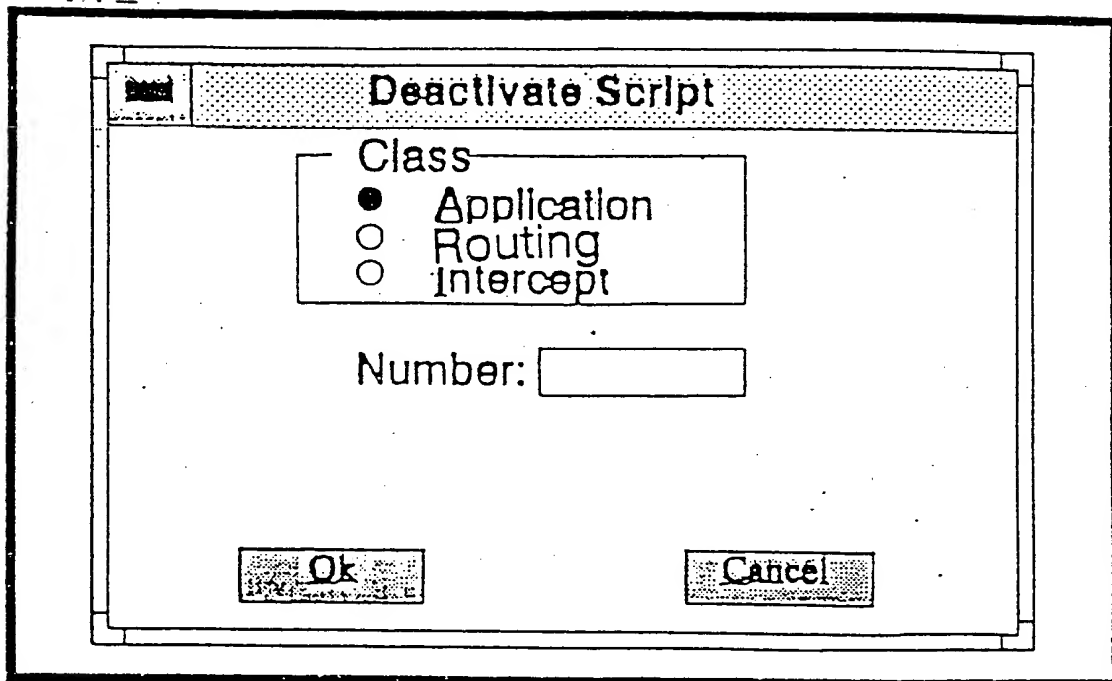 Deactivate Script
Class
Application
Routing
Intercept
Number:
Ok
Cancel